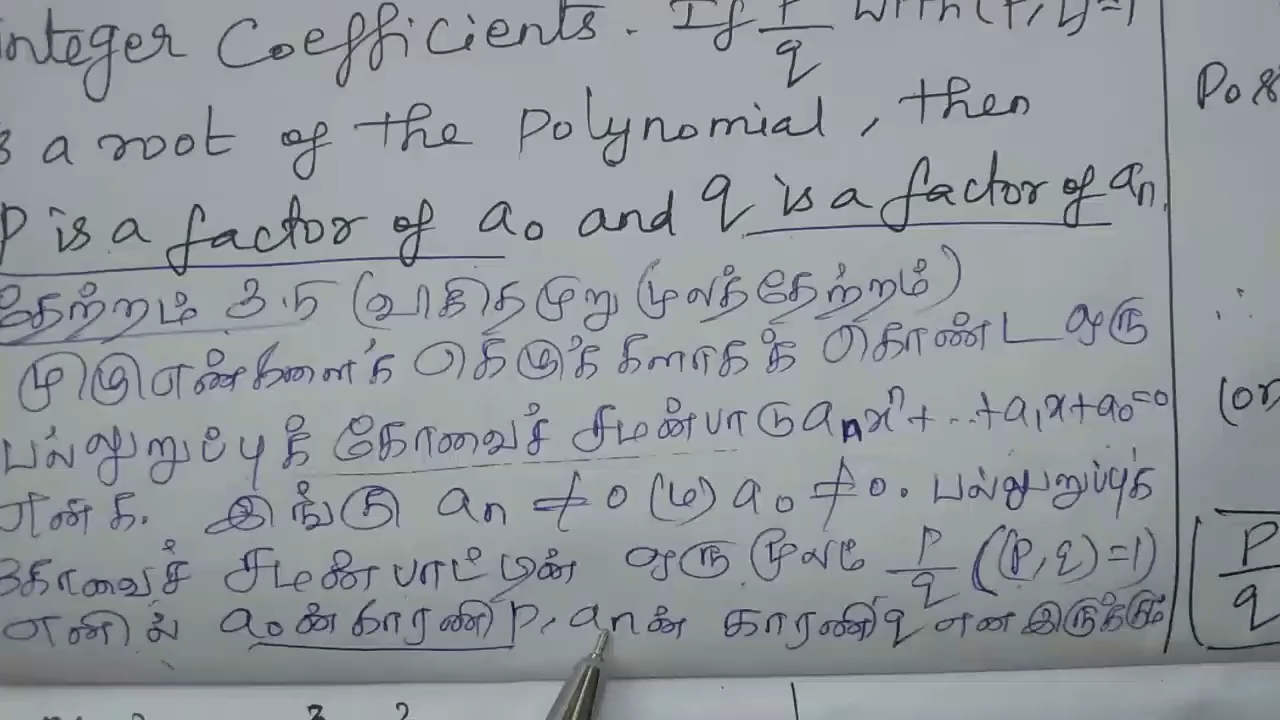 integer Coefficients. If p/q with (p, q)=1
is a root of the polynomial, then
p is a factor of a₀ and q is a factor of aₙ.
தேற்றம் 3.5 (விகிதமுறு மூலத்தேற்றம்)
முழு எண்களைக் கெழுக்களாகக் கொண்ட ஒரு
பல்லுறுப்புக் கோவைச் சமன்பாடு aₙxⁿ+...+a₁x+a₀=0
என்க. இங்கு aₙ ≠ 0 (ம) a₀ ≠ 0. பல்லுறுப்புக்
கோவைச் சமன்பாட்டின் ஒரு மூலம் p/q ((p,q)=1)
எனில் a₀ன் காரணி p, aₙன் காரணி q என இருக்கும்
(or
p/q